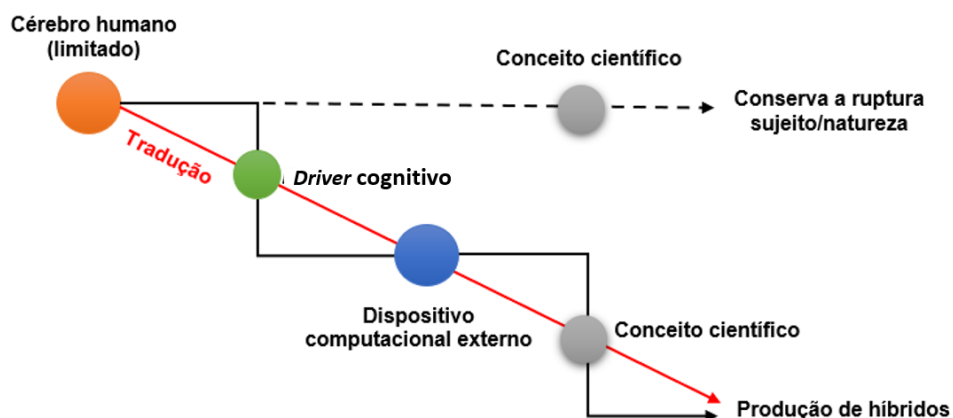 Cérebro humano
(limitado)
Conceito científico
Conserva a ruptura
sujeito/natureza
Tradução
Driver cognitivo
Dispositivo
computacional externo
Conceito científico
Produção de híbridos